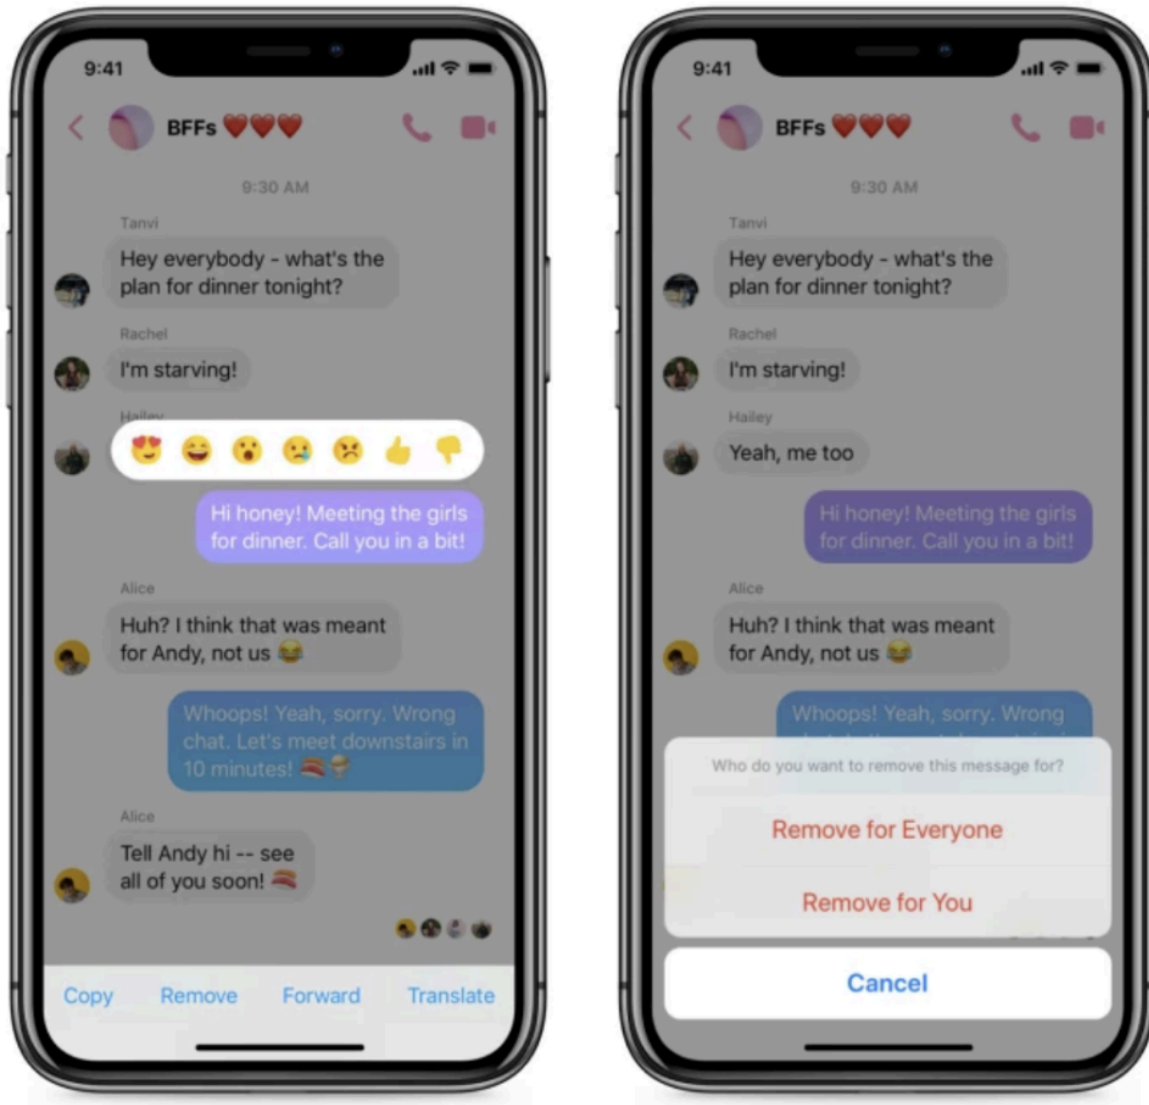 9:41
BFFs ❤️❤️❤️
9:30 AM
Tanvi
Hey everybody - what's the
plan for dinner tonight?
Rachel
I'm starving!
Hailey
Hi honey! Meeting the girls
for dinner. Call you in a bit!
Alice
Huh? I think that was meant
for Andy, not us 😂
Whoops! Yeah, sorry. Wrong
chat. Let's meet downstairs in
10 minutes! 🍣🍨
Alice
Tell Andy hi -- see
all of you soon! 🍣
Copy Remove Forward Translate
9:41
BFFs ❤️❤️❤️
9:30 AM
Tanvi
Hey everybody - what's the
plan for dinner tonight?
Rachel
I'm starving!
Hailey
Yeah, me too
Hi honey! Meeting the girls
for dinner. Call you in a bit!
Alice
Huh? I think that was meant
for Andy, not us 😂
Whoops! Yeah, sorry. Wrong
Who do you want to remove this message for?
Remove for Everyone
Remove for You
Cancel